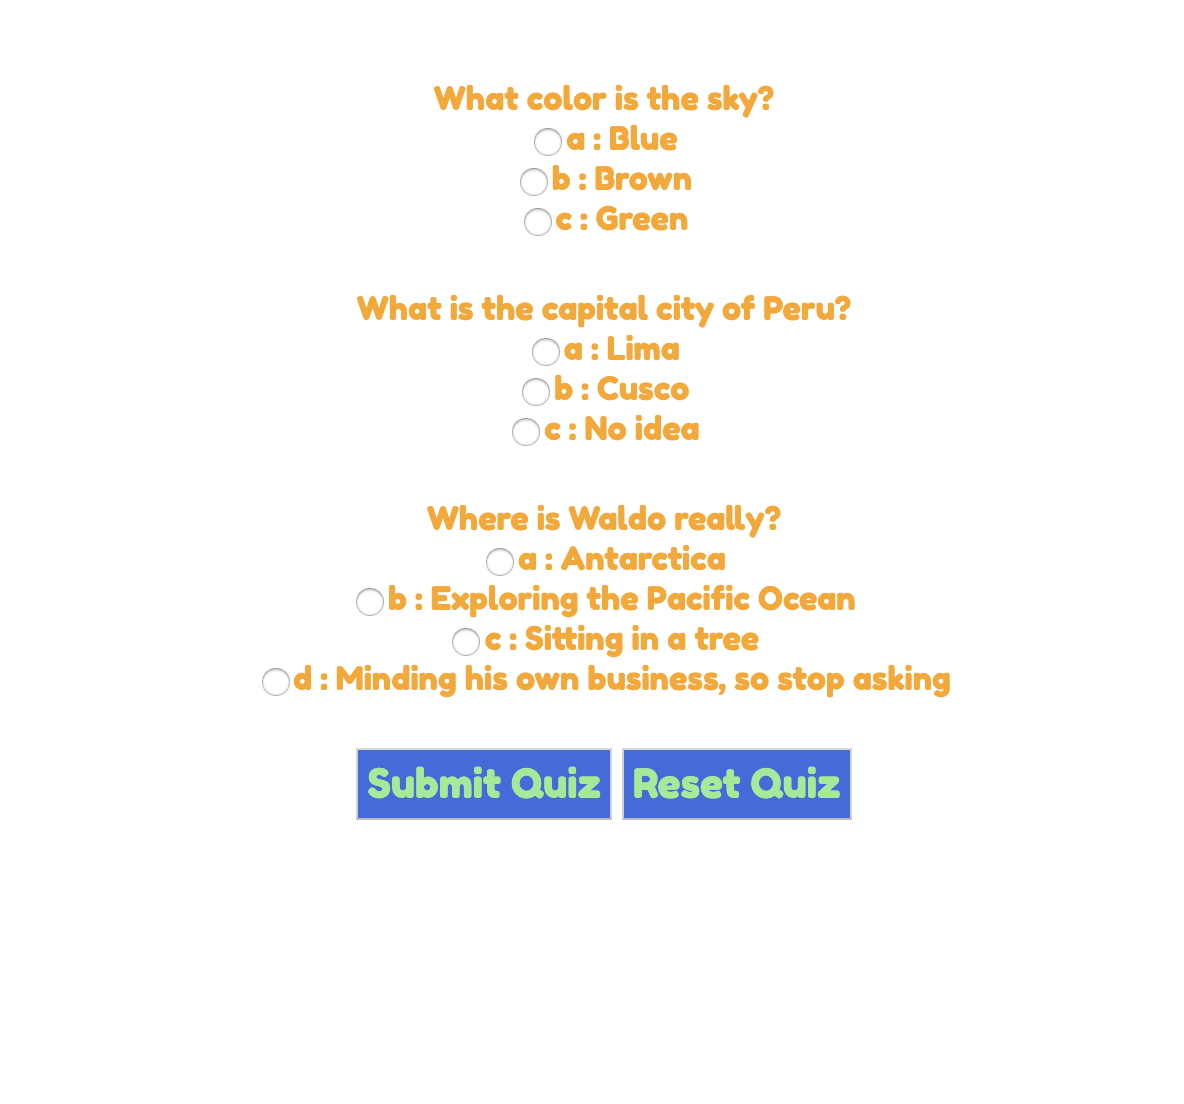 What color is the sky?
a : Blue
b : Brown
c : Green
What is the capital city of Peru?
a : Lima
b : Cusco
c : No idea
Where is Waldo really?
a : Antarctica
b : Exploring the Pacific Ocean
c : Sitting in a tree
d : Minding his own business, so stop asking
Submit Quiz Reset Quiz